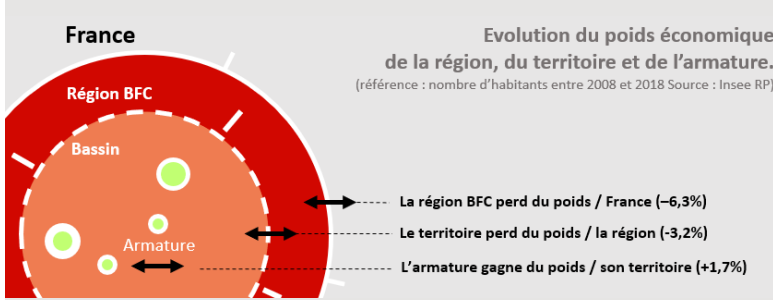 France
Evolution du poids économique
de la région, du territoire et de l’armature.
(référence : nombre d’habitants entre 2008 et 2018 Source : Insee RP)
Région BFC
Bassin
Armature
La région BFC perd du poids / France (–6,3%)
Le territoire perd du poids / la région (-3,2%)
L’armature gagne du poids / son territoire (+1,7%)